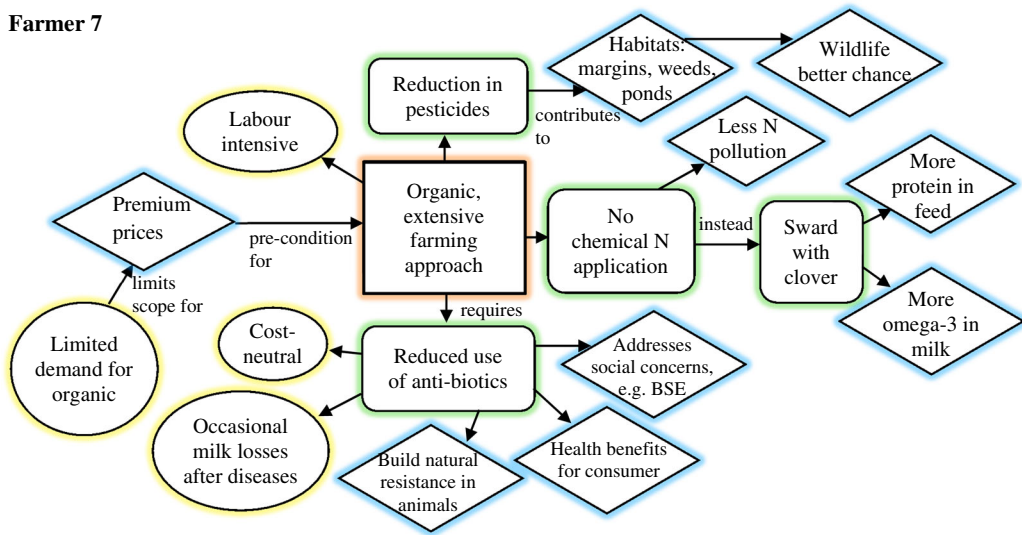 Farmer 7
Habitats:
margins, weeds,
ponds
Wildlife
better chance
Reduction in
pesticides
contributes
to
Labour
intensive
Less N
pollution
More
protein in
feed
Premium
prices
pre-condition
for
Organic,
extensive
farming
approach
No
chemical N
application
instead
Sward
with
clover
limits
scope for
requires
More
omega-3 in
milk
Limited
demand for
organic
Cost-
neutral
Reduced use
of anti-biotics
Addresses
social concerns,
e.g. BSE
Occasional
milk losses
after diseases
Build natural
resistance in
animals
Health benefits
for consumer